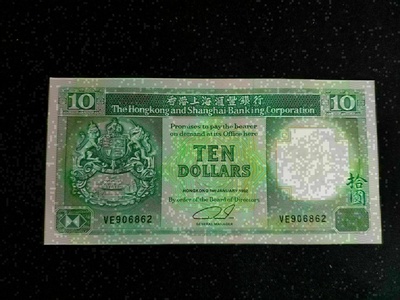 10 香港上海滙豐銀行 10
The Hongkong and Shanghai Banking Corporation
Promises to pay the bearer
on demand at its Office here
TEN
DOLLARS
HONGKONG JANUARY
By order of the Board of Directors
拾圓
VE906862 VE906862